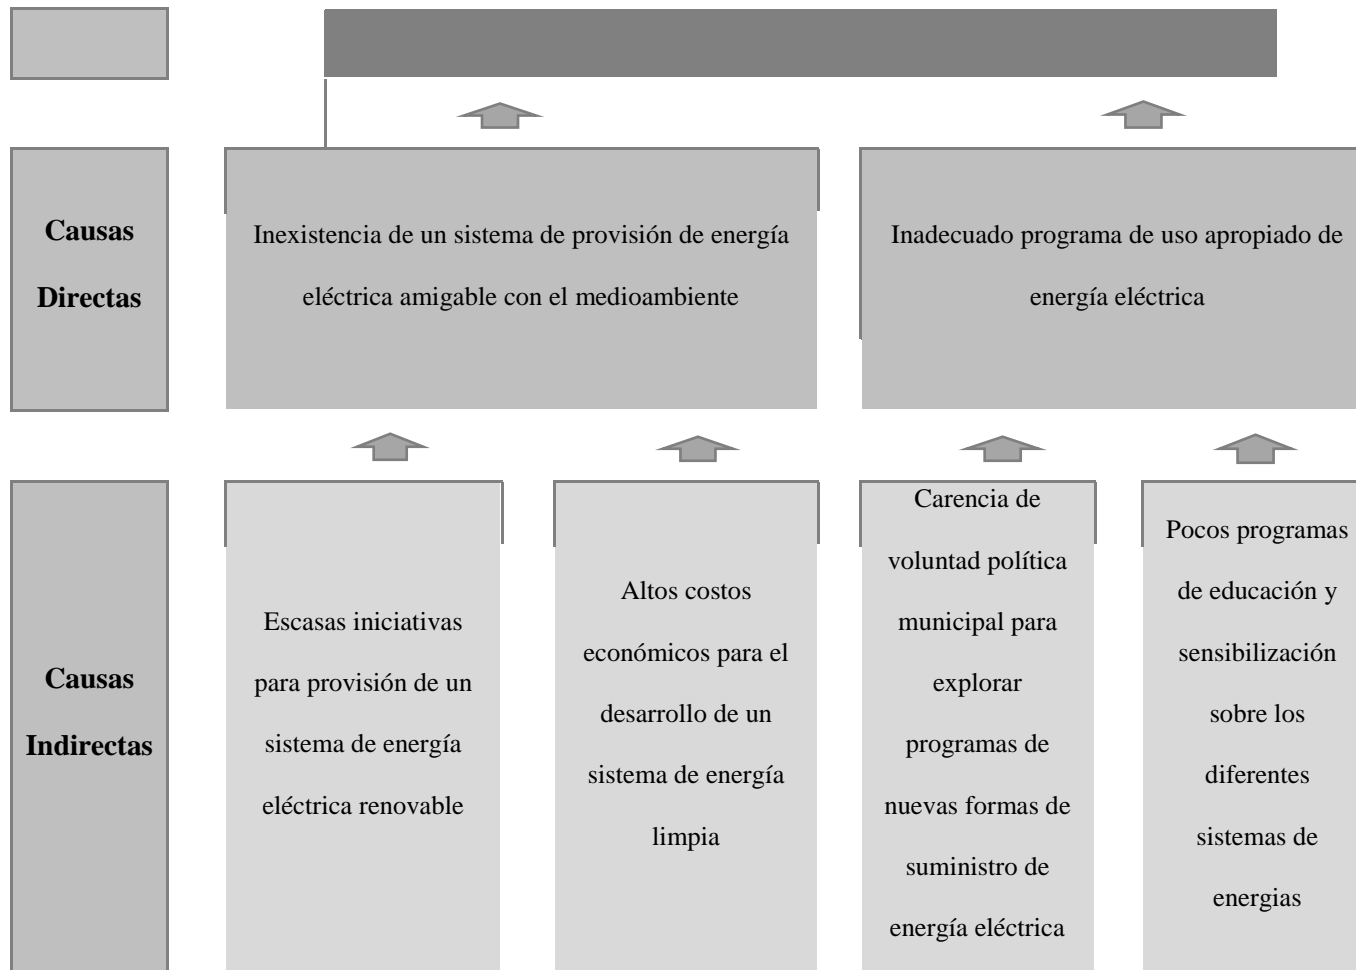 Causas
Directas
Inexistencia de un sistema de provisión de energía
eléctrica amigable con el medioambiente
Inadecuado programa de uso apropiado de
energía eléctrica
Causas
Indirectas
Escasas iniciativas
para provisión de un
sistema de energía
eléctrica renovable
Altos costos
económicos para el
desarrollo de un
sistema de energía
limpia
Carencia de
voluntad política
municipal para
explorar
programas de
nuevas formas de
suministro de
energía eléctrica
Pocos programas
de educación y
sensibilización
sobre los
diferentes
sistemas de
energias